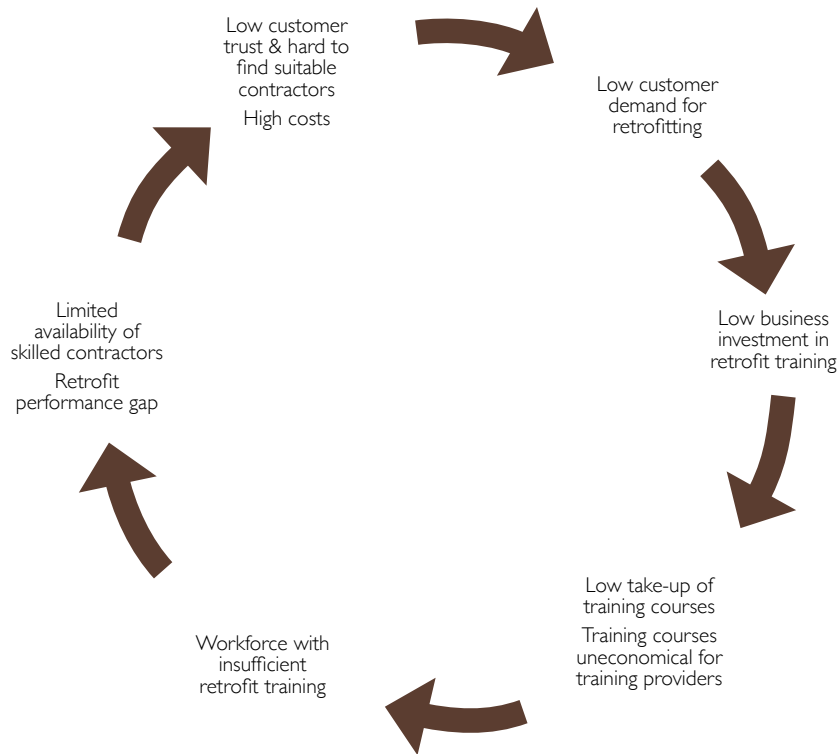 Low customer
trust & hard to
find suitable
contractors
High costs
Low customer
demand for
retrofitting
Low business
investment in
retrofit training
Low take-up of
training courses
Training courses
uneconomical for
training providers
Workforce with
insufficient
retrofit training
Limited
availability of
skilled contractors
Retrofit
performance gap